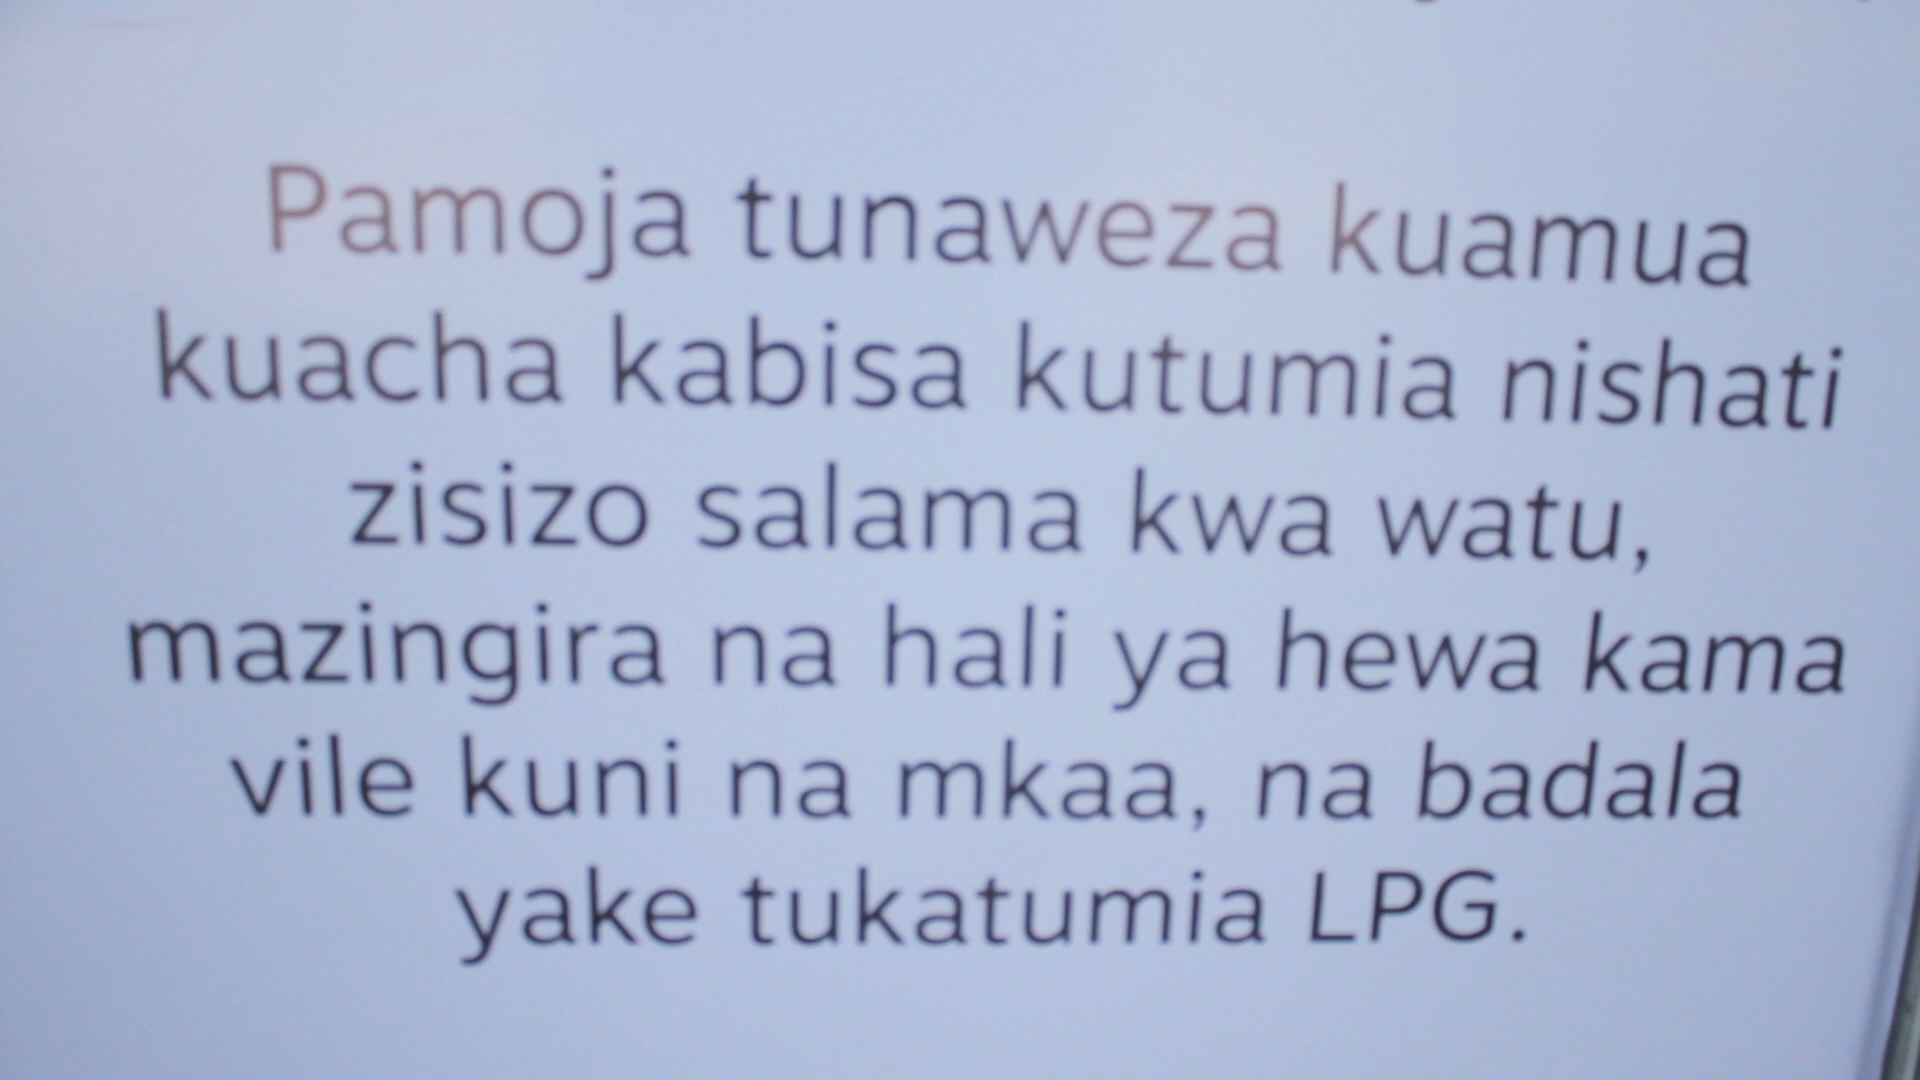 Pamoja tunaweza kuamua
kuacha kabisa kutumia nishati
zisizo salama kwa watu,
mazingira na hali ya hewa kama
vile kuni na mkaa, na badala
yake tukatumia LPG.